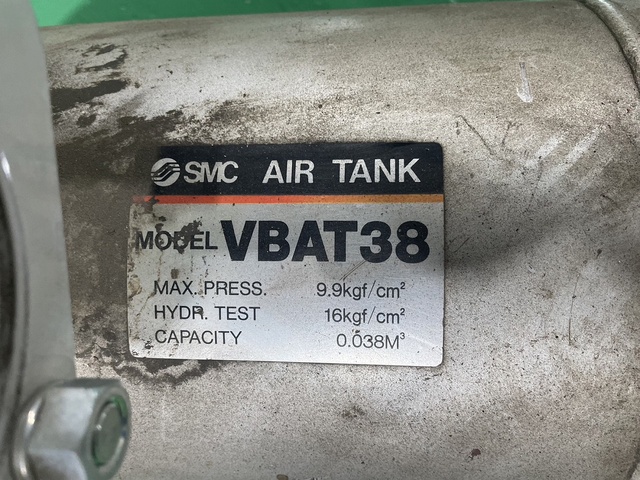 SMC AIR TANK
MODEL VBAT38
MAX. PRESS. 9.9kgf/cm²
HYDR. TEST 16kgf/cm²
CAPACITY 0.038M³